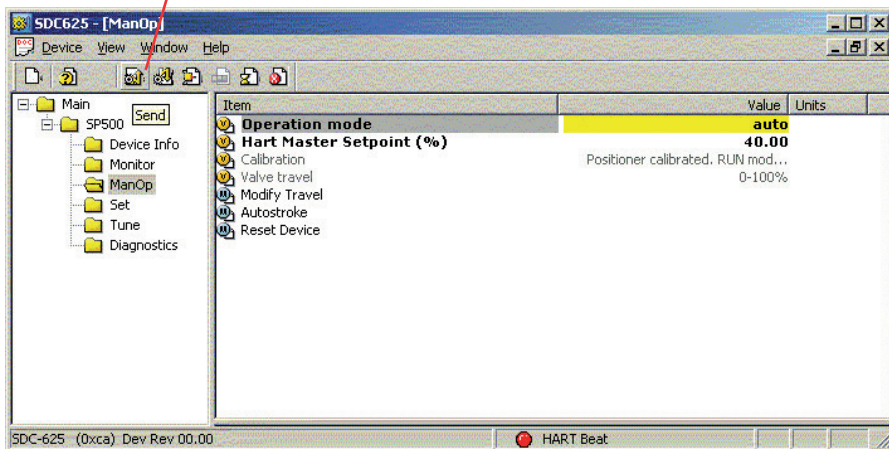 SDC625 - [ManOp]
Device View Window Help
Send
Main
SP500
Device Info
Monitor
ManOp
Set
Tune
Diagnostics
Item Value Units
Operation mode auto
Hart Master Setpoint (%) 40.00
Calibration Positioner calibrated. RUN mod...
Valve travel 0-100%
Modify Travel
Autostroke
Reset Device
SDC-625 (0xca) Dev Rev 00.00 HART Beat